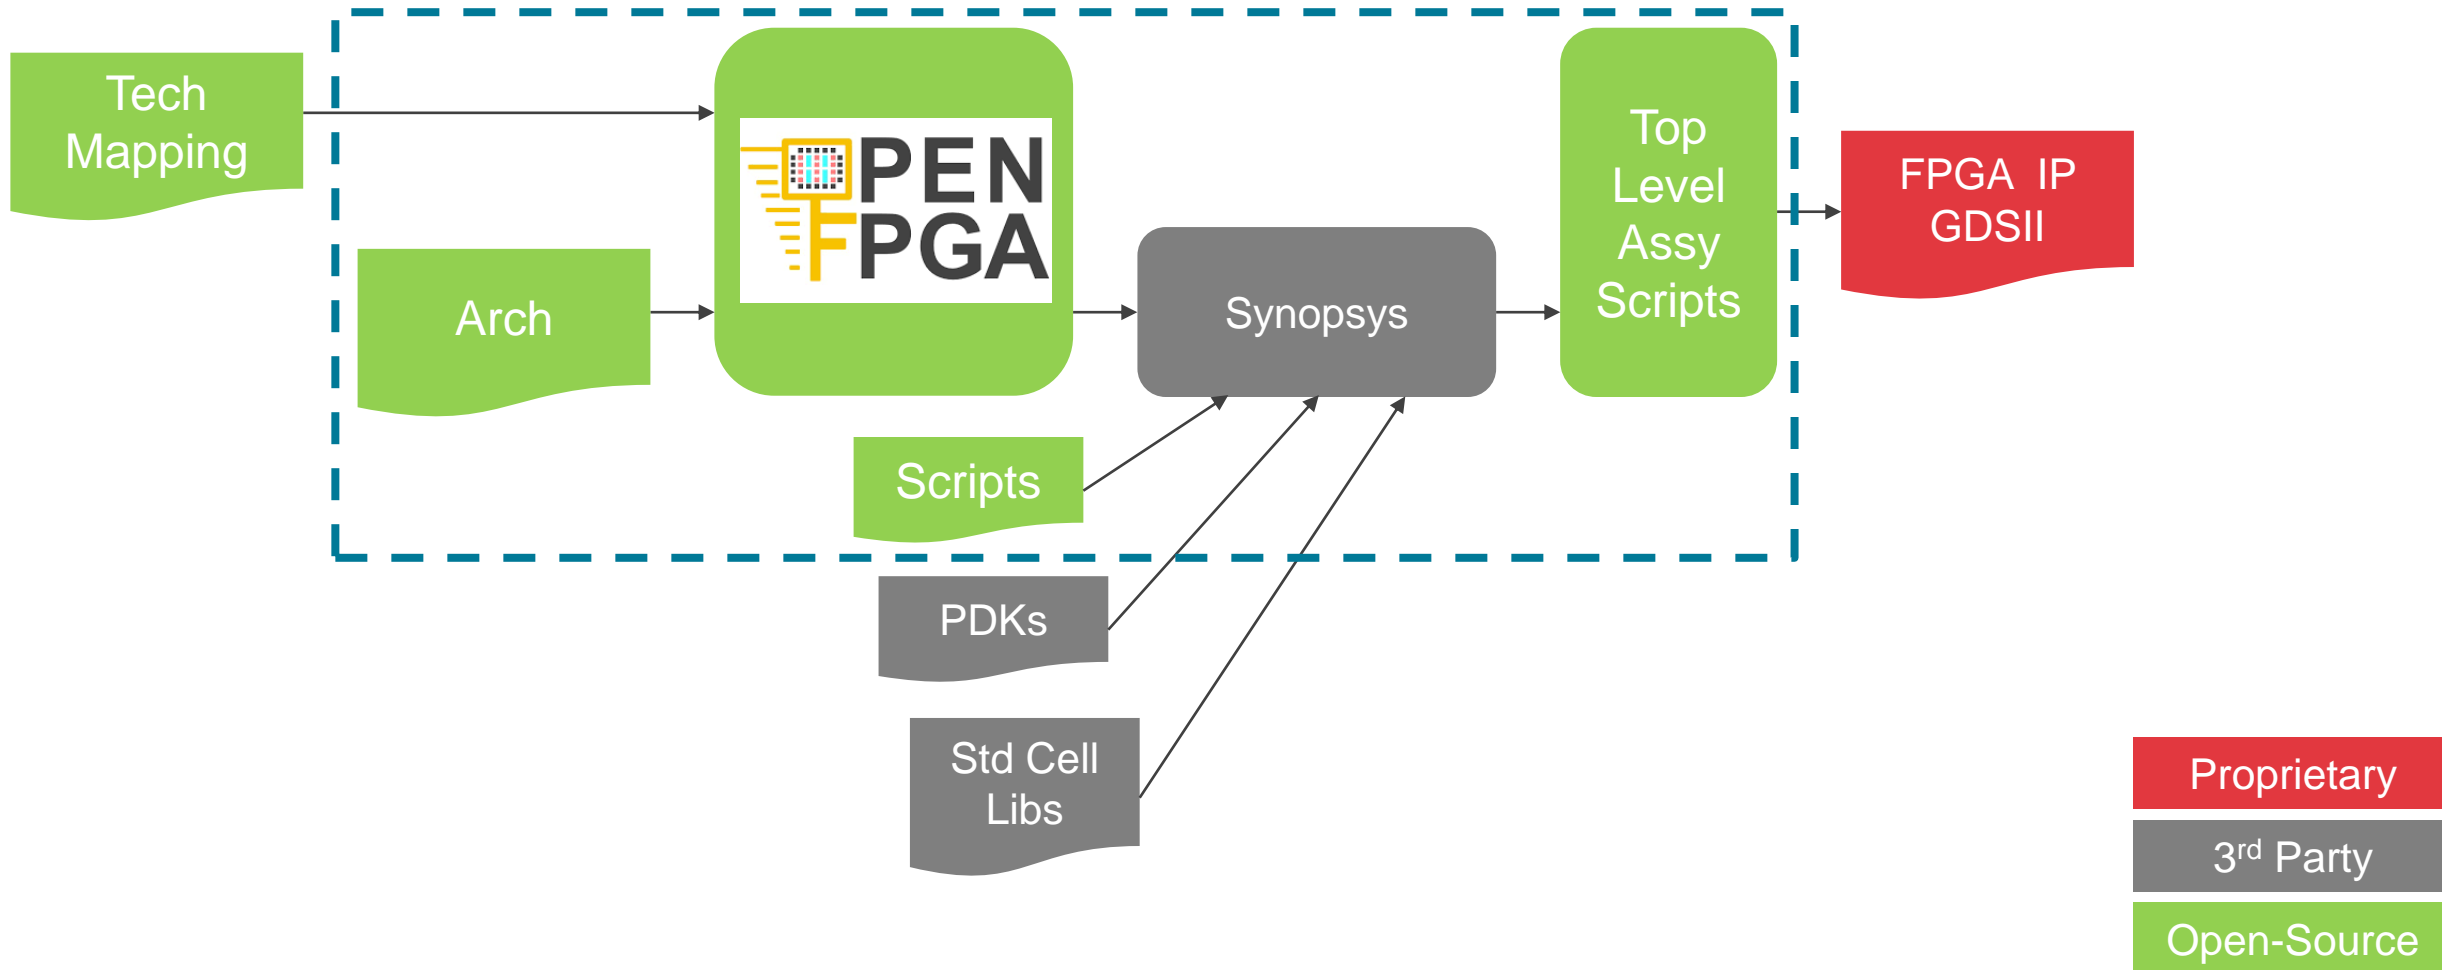 Tech
Mapping
Arch
OPEN
FPGA
Scripts
Synopsys
PDKs
Std Cell
Libs
Top
Level
Assy
Scripts
FPGA  IP
GDSII
Proprietary
3rd Party
Open-Source